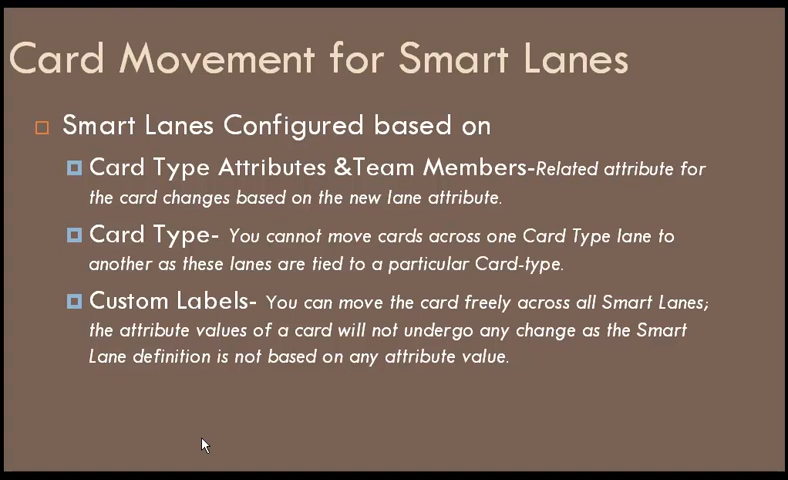 Card Movement for Smart Lanes
Smart Lanes Configured based on
Card Type Attributes &Team Members-Related attribute for
the card changes based on the new lane attribute.
Card Type- You cannot move cards across one Card Type lane to
another as these lanes are tied to a particular Card-type.
Custom Labels- You can move the card freely across all Smart Lanes;
the attribute values of a card will not undergo any change as the Smart
Lane definition is not based on any attribute value.